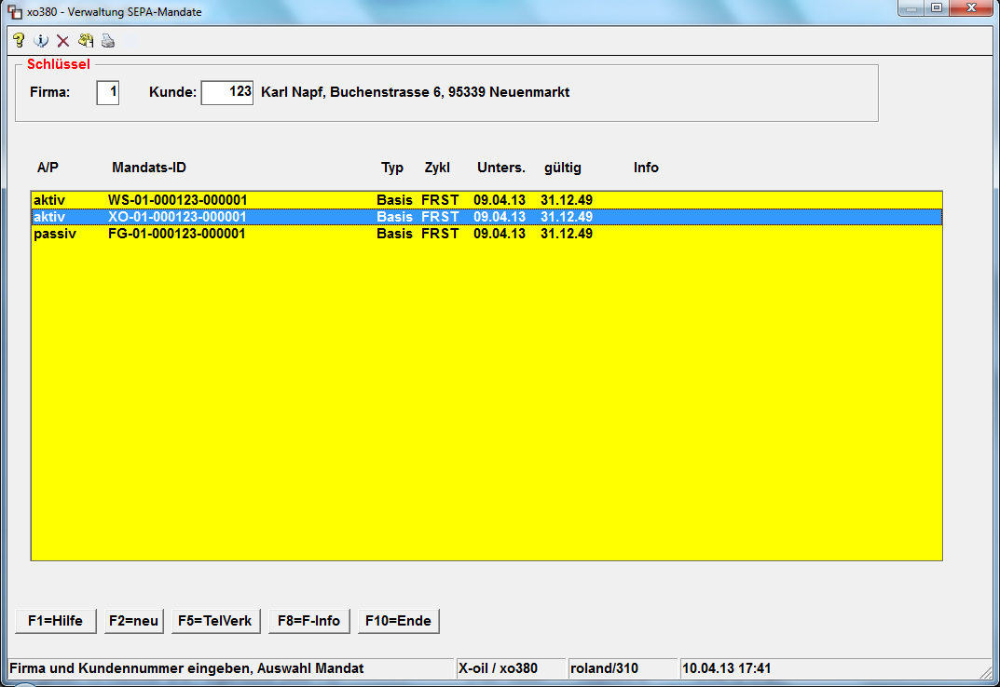 xo380 - Verwaltung SEPA-Mandate
Schlüssel
Firma: 1 Kunde: 123 Karl Napf, Buchenstrasse 6, 95339 Neuenmarkt
A/P Mandats-ID Typ Zykl Unters. gültig Info
aktiv WS-01-000123-000001 Basis FRST 09.04.13 31.12.49
aktiv XO-01-000123-000001 Basis FRST 09.04.13 31.12.49
passiv FG-01-000123-000001 Basis FRST 09.04.13 31.12.49
F1=Hilfe F2=neu F5=TelVerk F8=F-Info F10=Ende
Firma und Kundennummer eingeben, Auswahl Mandat X-oil / xo380 roland/310 10.04.13 17:41